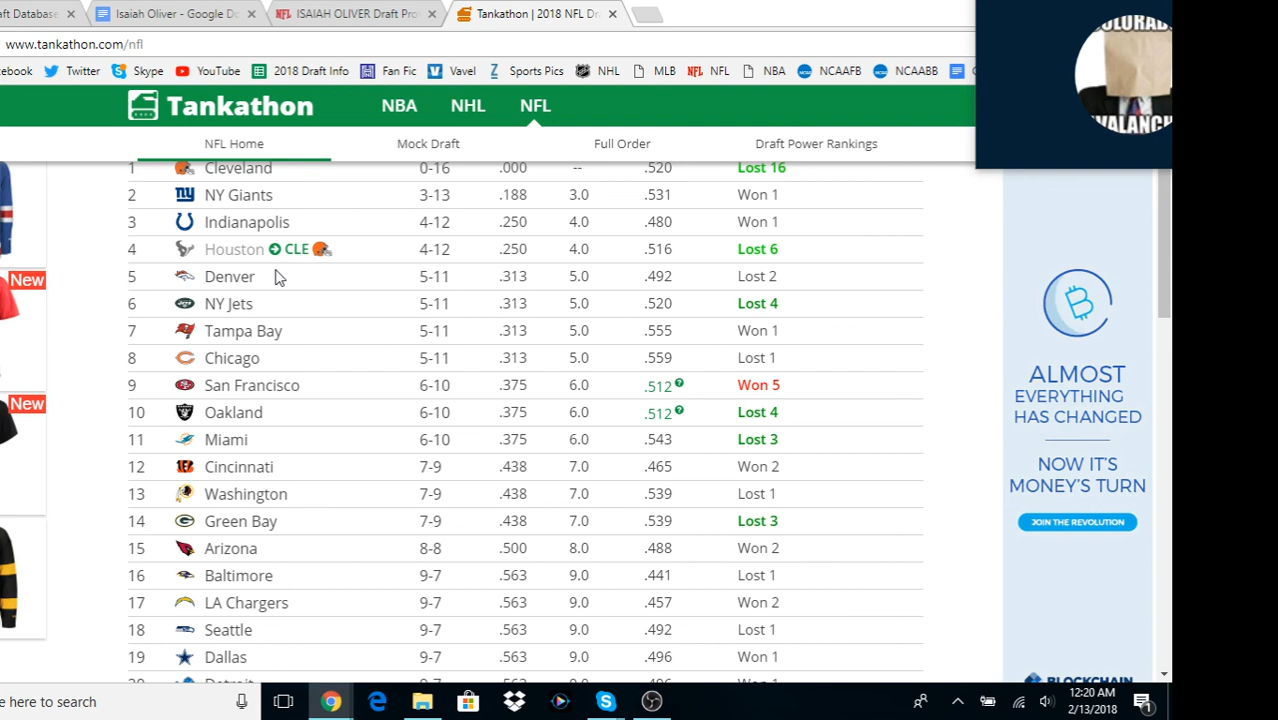 aft Databas
Isaiah Oliver - Google D
ISAIAH OLIVER Draft Pro
Tankathon | 2018 NFL Dr
www.tankathon.com/nfl
cebook Twitter Skype YouTube 2018 Draft Info Fan Fic Vavel Sports Pics NHL MLB NFL NBA NCAAFB NCAABB
COLORAD
AVALANCH
Tankathon NBA NHL NFL
NFL Home Mock Draft Full Order Draft Power Rankings
1 Cleveland 0-16 .000 -- .520 Lost 16
2 NY Giants 3-13 .188 3.0 .531 Won 1
3 Indianapolis 4-12 .250 4.0 .480 Won 1
4 Houston CLE 4-12 .250 4.0 .516 Lost 6
5 Denver 5-11 .313 5.0 .492 Lost 2
6 NY Jets 5-11 .313 5.0 .520 Lost 4
7 Tampa Bay 5-11 .313 5.0 .555 Won 1
8 Chicago 5-11 .313 5.0 .559 Lost 1
9 San Francisco 6-10 .375 6.0 .512 Won 5
10 Oakland 6-10 .375 6.0 .512 Lost 4
11 Miami 6-10 .375 6.0 .543 Lost 3
12 Cincinnati 7-9 .438 7.0 .465 Won 2
13 Washington 7-9 .438 7.0 .539 Lost 1
14 Green Bay 7-9 .438 7.0 .539 Lost 3
15 Arizona 8-8 .500 8.0 .488 Won 2
16 Baltimore 9-7 .563 9.0 .441 Lost 1
17 LA Chargers 9-7 .563 9.0 .457 Won 2
18 Seattle 9-7 .563 9.0 .492 Lost 1
19 Dallas 9-7 .563 9.0 .496 Won 1
New
New
ALMOST
EVERYTHING
HAS CHANGED
NOW IT'S
MONEY'S TURN
JOIN THE REVOLUTION
BLOCKCHAIN
here to search
12:20 AM
2/13/2018